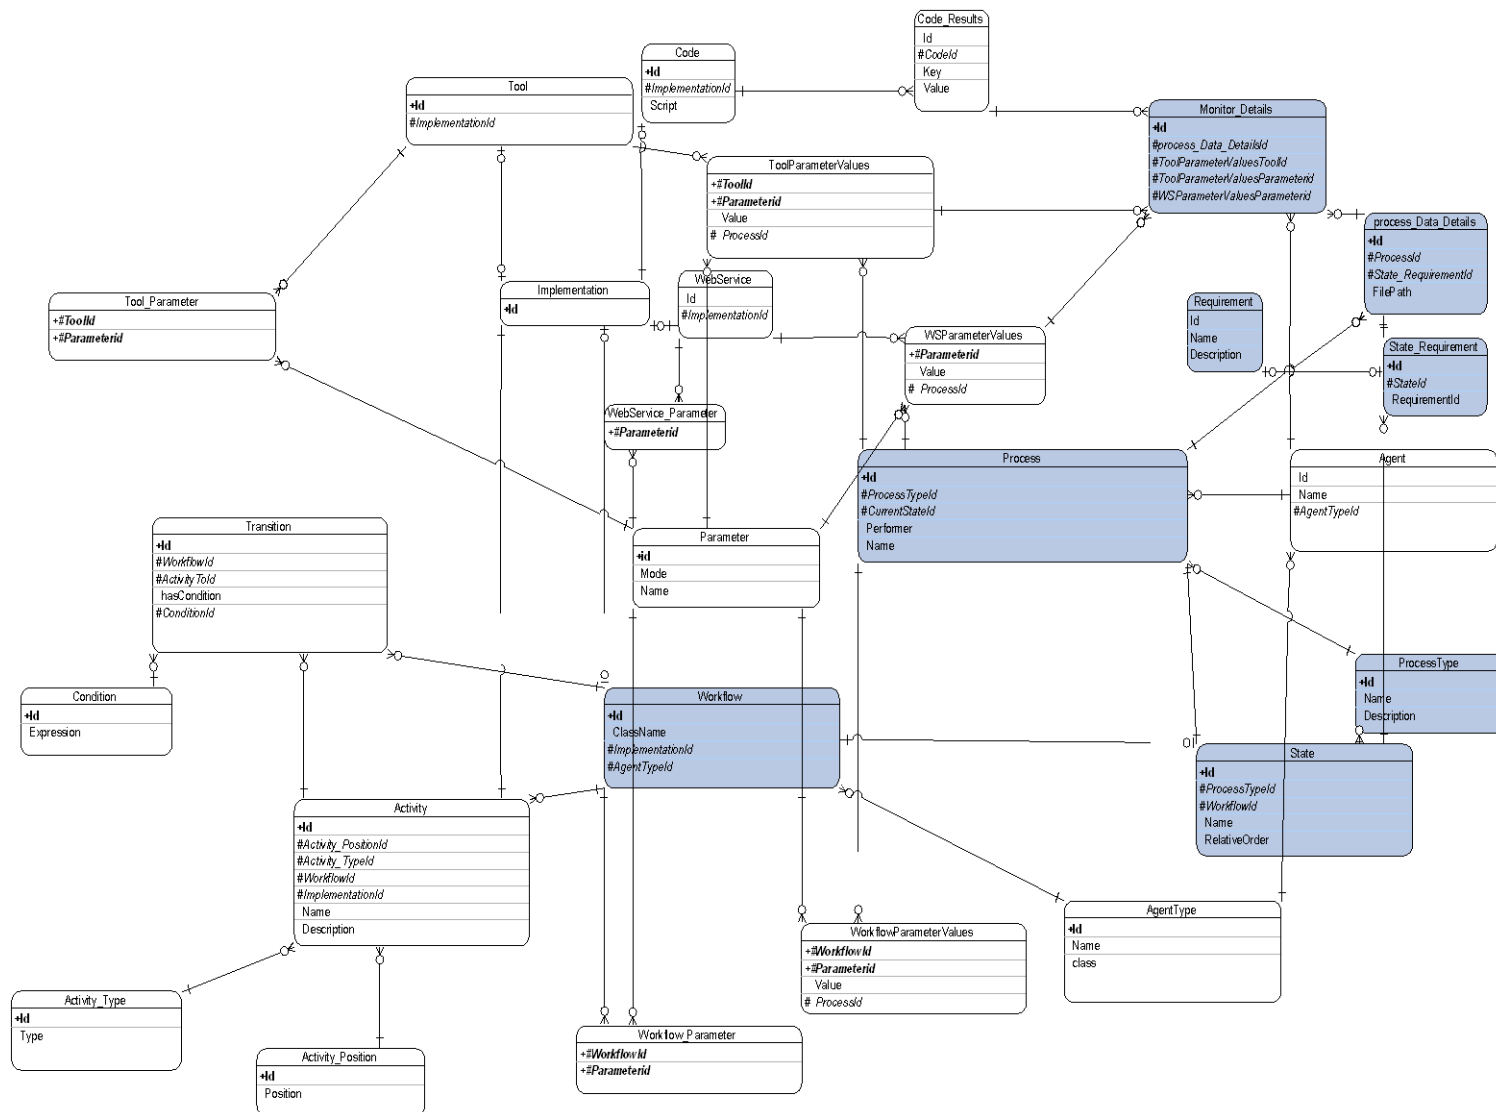 Code_Results
Id
#CodeId
Key
Value
Code
+Id
#ImplementationId
Script
Tool
+Id
#ImplementationId
Monitor_Details
+Id
#process_Data_DetailsId
#ToolParameterValuesToolId
#ToolParameterValuesParameterid
#WSParameterValuesParameterid
ToolParameterValues
+#ToolId
+#Parameterid
Value
# ProcessId
process_Data_Details
+Id
#ProcessId
#State_RequirementId
FilePath
WebService
Id
#ImplementationId
Implementation
+Id
Tool_Parameter
+#ToolId
+#Parameterid
Requirement
Id
Name
Description
WSParameterValues
+#Parameterid
Value
# ProcessId
State_Requirement
+Id
#StateId
RequirementId
WebService_Parameter
+#Parameterid
Process
+Id
#ProcessTypeId
#CurrentStateId
Performer
Name
Agent
Id
Name
#AgentTypeId
Transition
+Id
#WorkflowId
#ActivityToId
hasCondition
#ConditionId
Parameter
+id
Mode
Name
ProcessType
+Id
Name
Description
Condition
+Id
Expression
Workflow
+Id
ClassName
#ImplementationId
#AgentTypeId
State
+Id
#ProcessTypeId
#WorkflowId
Name
RelativeOrder
Activity
+Id
#Activity_PositionId
#Activity_TypeId
#WorkflowId
#ImplementationId
Name
Description
AgentType
+Id
Name
class
WorkflowParameterValues
+#WorkflowId
+#Parameterid
Value
# ProcessId
Activity_Type
+Id
Type
Workflow_Parameter
+#WorkflowId
+#Parameterid
Activity_Position
+Id
Position